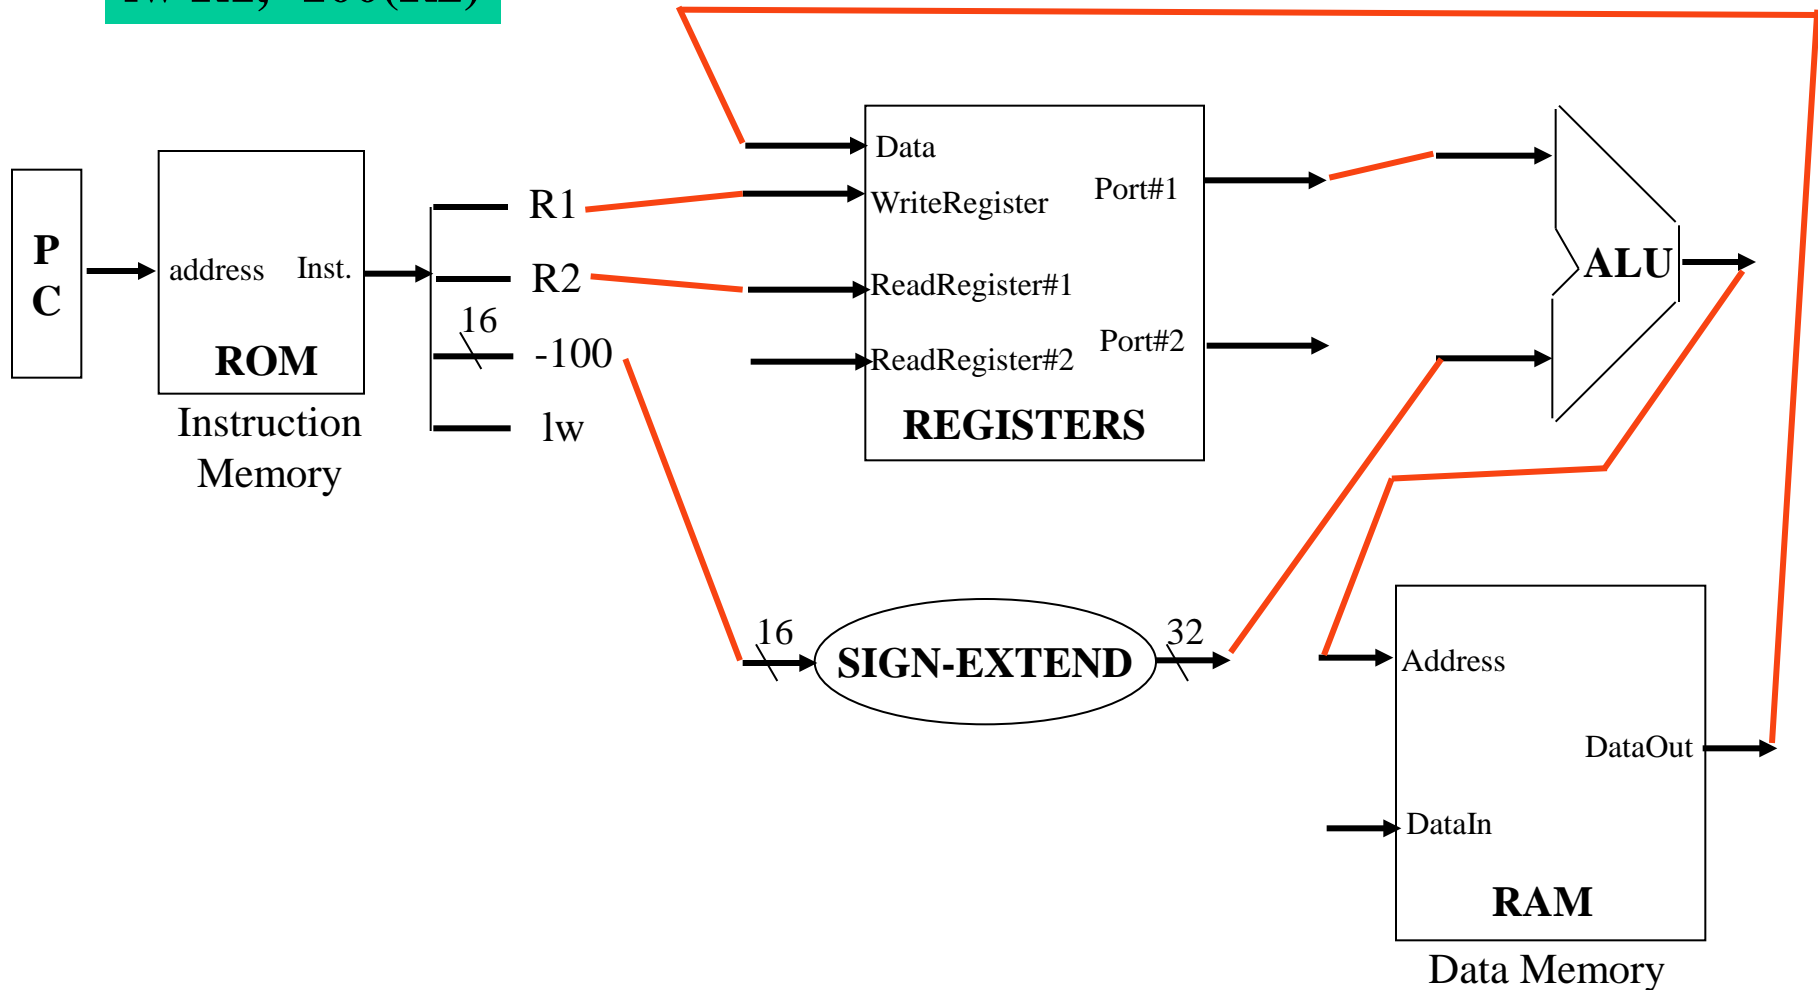 Data
Port#1
WriteRegister
R1
P
C
address
Inst.
R2
ReadRegister#1
ALU
16
-100
ROM
ReadRegister#2
Port#2
Instruction
Memory
lw
REGISTERS
16
SIGN-EXTEND
32
Address
DataOut
DataIn
RAM
Data Memory